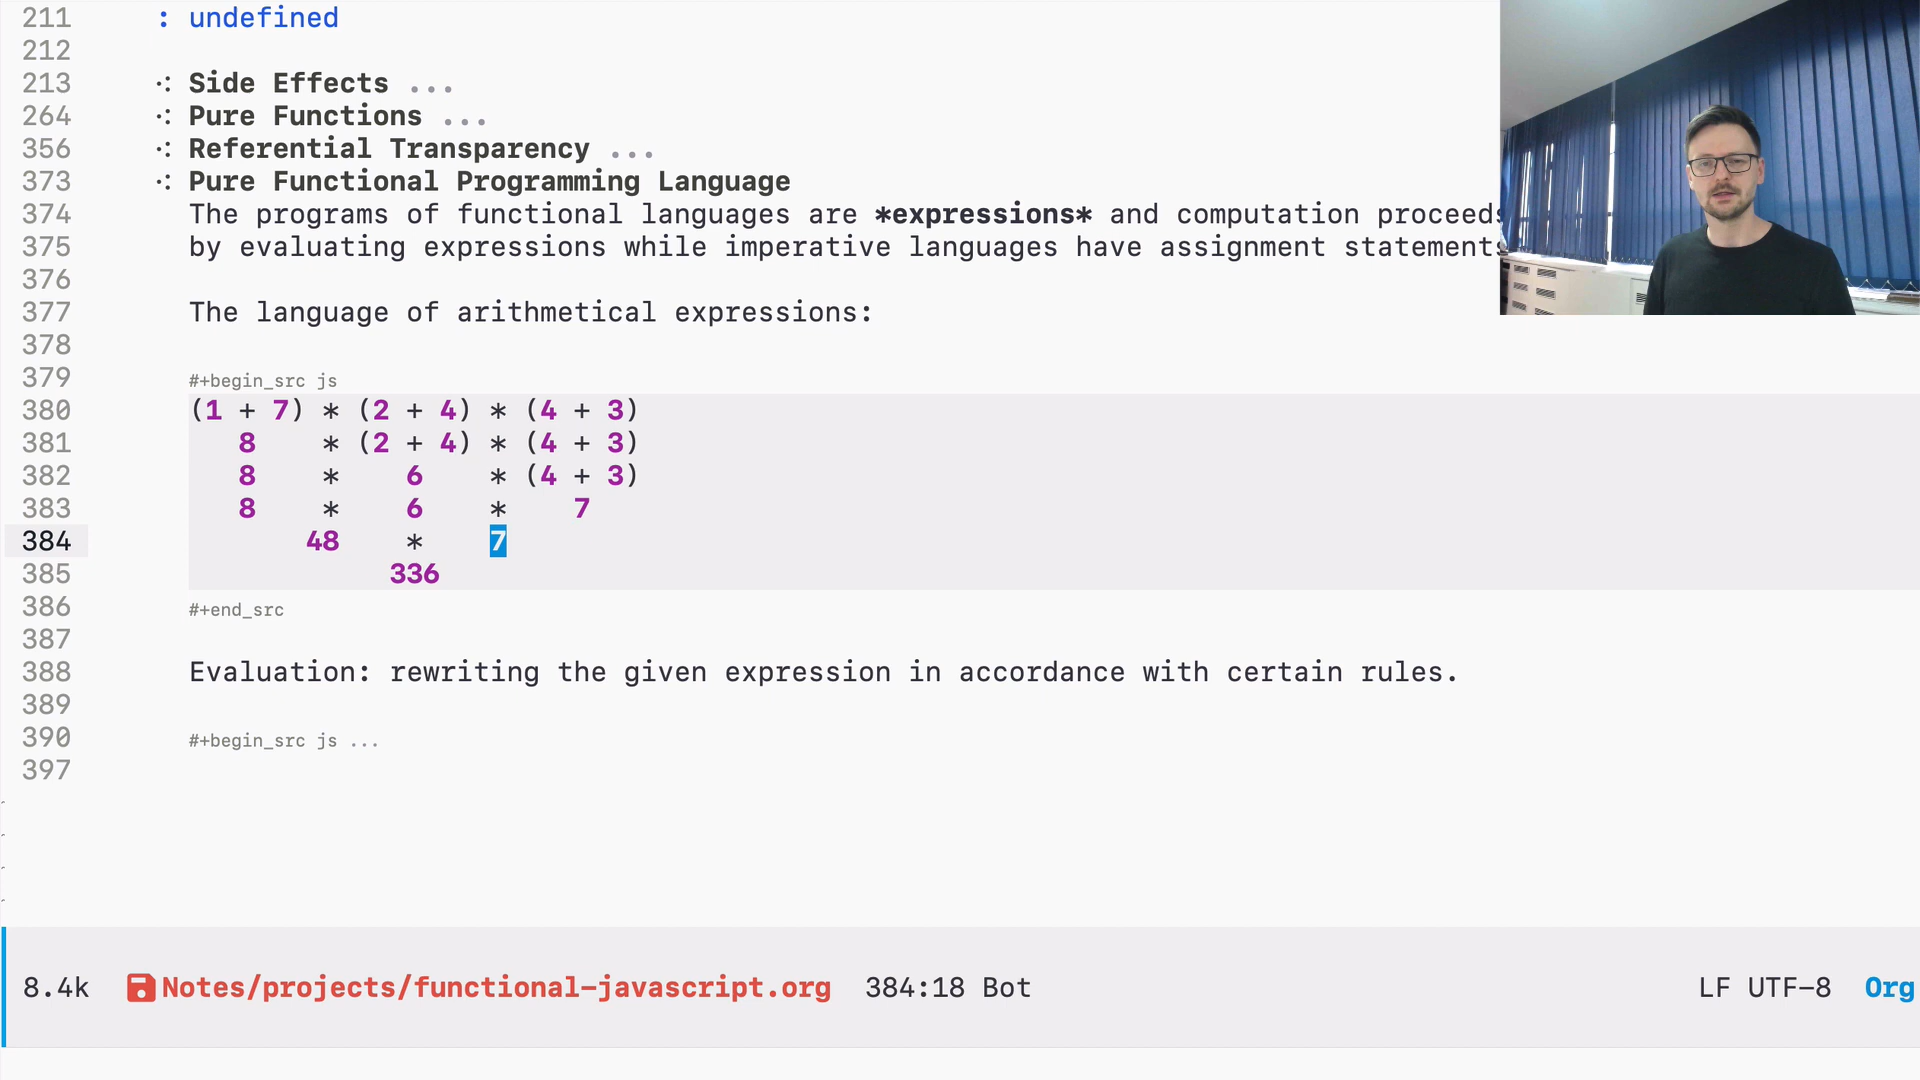 211 : undefined
212
213 Side Effects ...
264 Pure Functions ...
356 Referential Transparency ...
373 Pure Functional Programming Language
374 The programs of functional languages are *expressions* and computation proceeds
375 by evaluating expressions while imperative languages have assignment statements
376
377 The language of arithmetical expressions:
378
379 #+begin_src js
380 (1 + 7) * (2 + 4) * (4 + 3)
381 8 * (2 + 4) * (4 + 3)
382 8 * 6 * (4 + 3)
383 8 * 6 * 7
384 48 * 7
385 336
386 #+end_src
387
388 Evaluation: rewriting the given expression in accordance with certain rules.
389
390 #+begin_src js ...
397
8.4k Notes/projects/functional-javascript.org 384:18 Bot LF UTF-8 Org